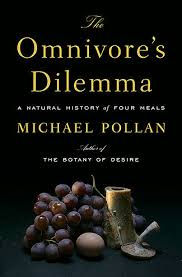 The
Omnivore's
Dilemma
A NATURAL HISTORY OF FOUR MEALS
MICHAEL POLLAN
Author of
THE BOTANY OF DESIRE